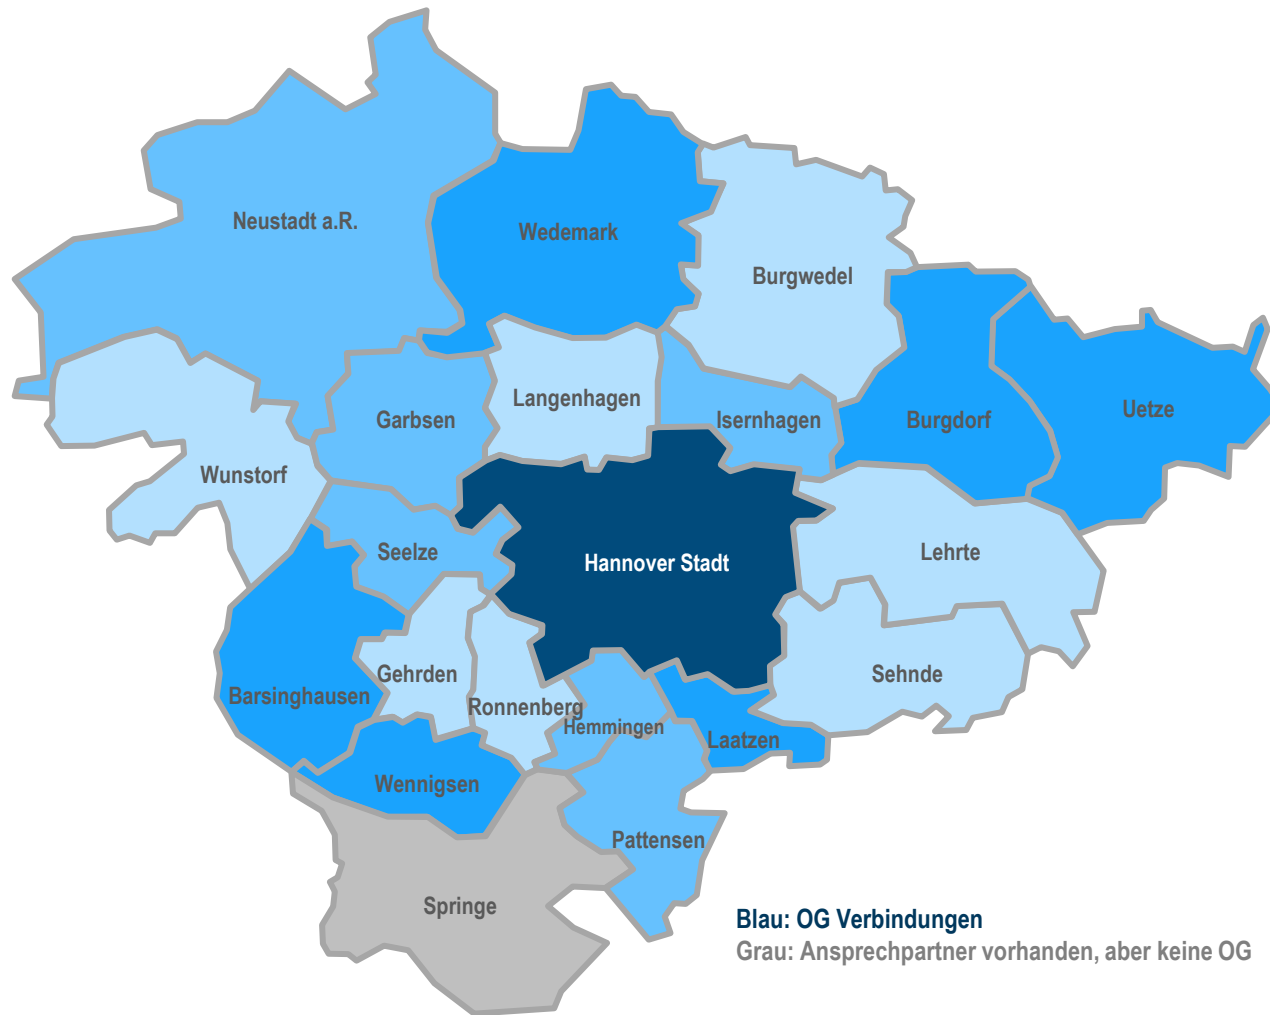 Neustadt a.R.
Wedemark
Burgwedel
Langenhagen
Garbsen
Isernhagen
Burgdorf
Uetze
Wunstorf
Seelze
Hannover Stadt
Lehrte
Gehrden
Sehnde
Barsinghausen
Ronnenberg
Hemmingen
Laatzen
Wennigsen
Pattensen
Springe
Blau: OG Verbindungen
Grau: Ansprechpartner vorhanden, aber keine OG